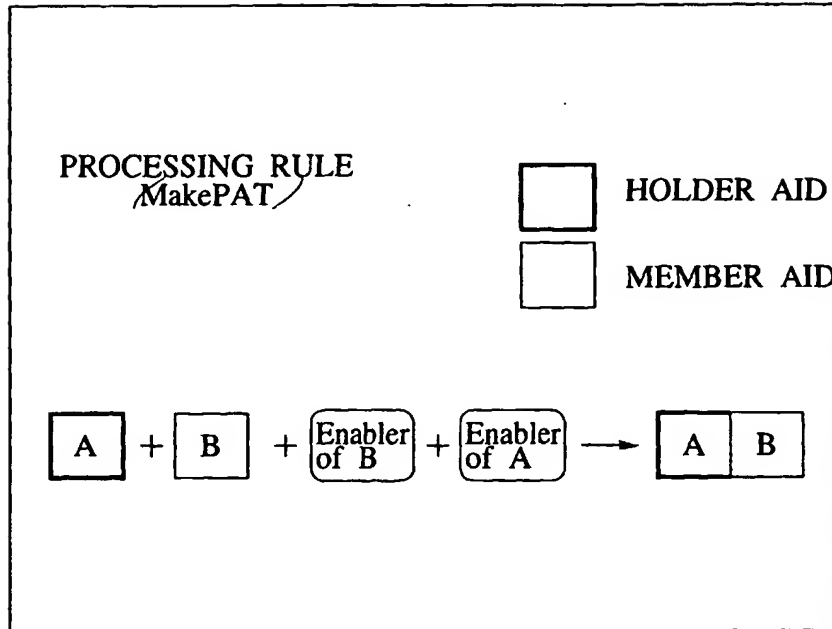 PROCESSING RULE
MakePAT
HOLDER AID
MEMBER AID
A + B + Enabler of B + Enabler of A → A B